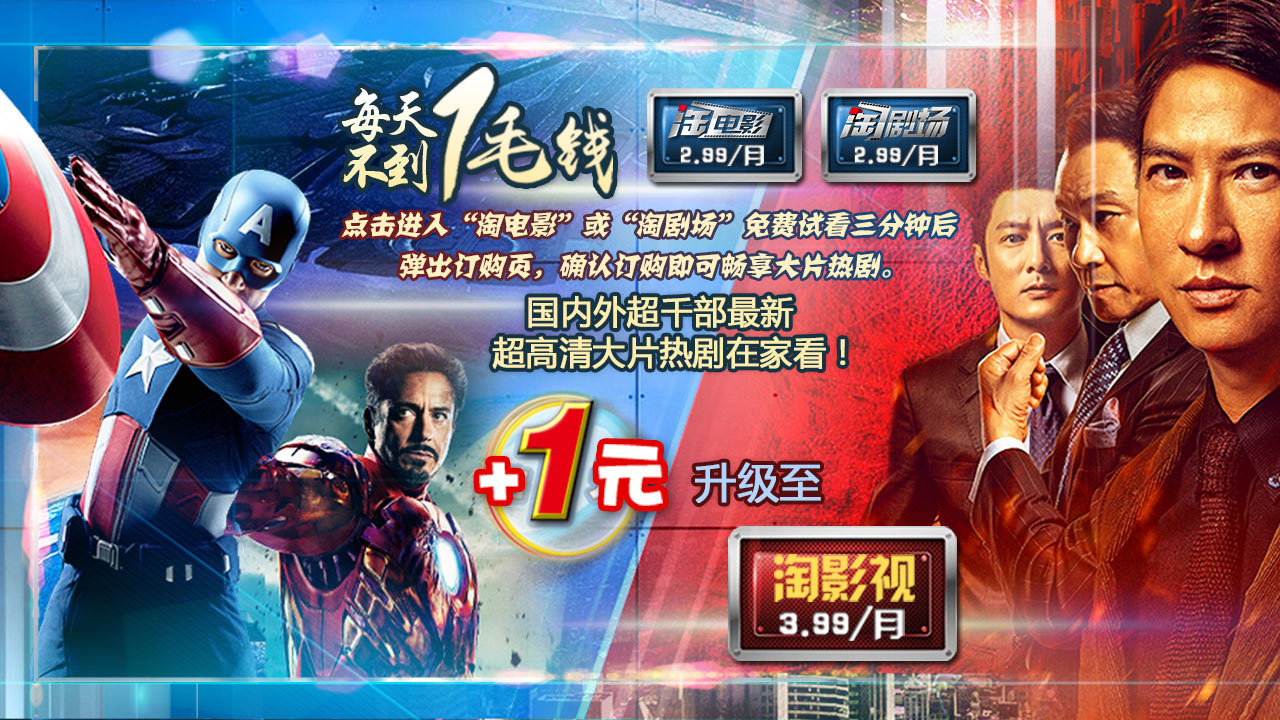 每天
不到1毛钱
淘电影
2.99/月
淘剧场
2.99/月
点击进入“淘电影”或“淘剧场”免费试看三分钟后
弹出订购页，确认订购即可畅享大片热剧。
国内外超千部最新
超高清大片热剧在家看！
A
+1元 升级至
淘影视
3.99/月